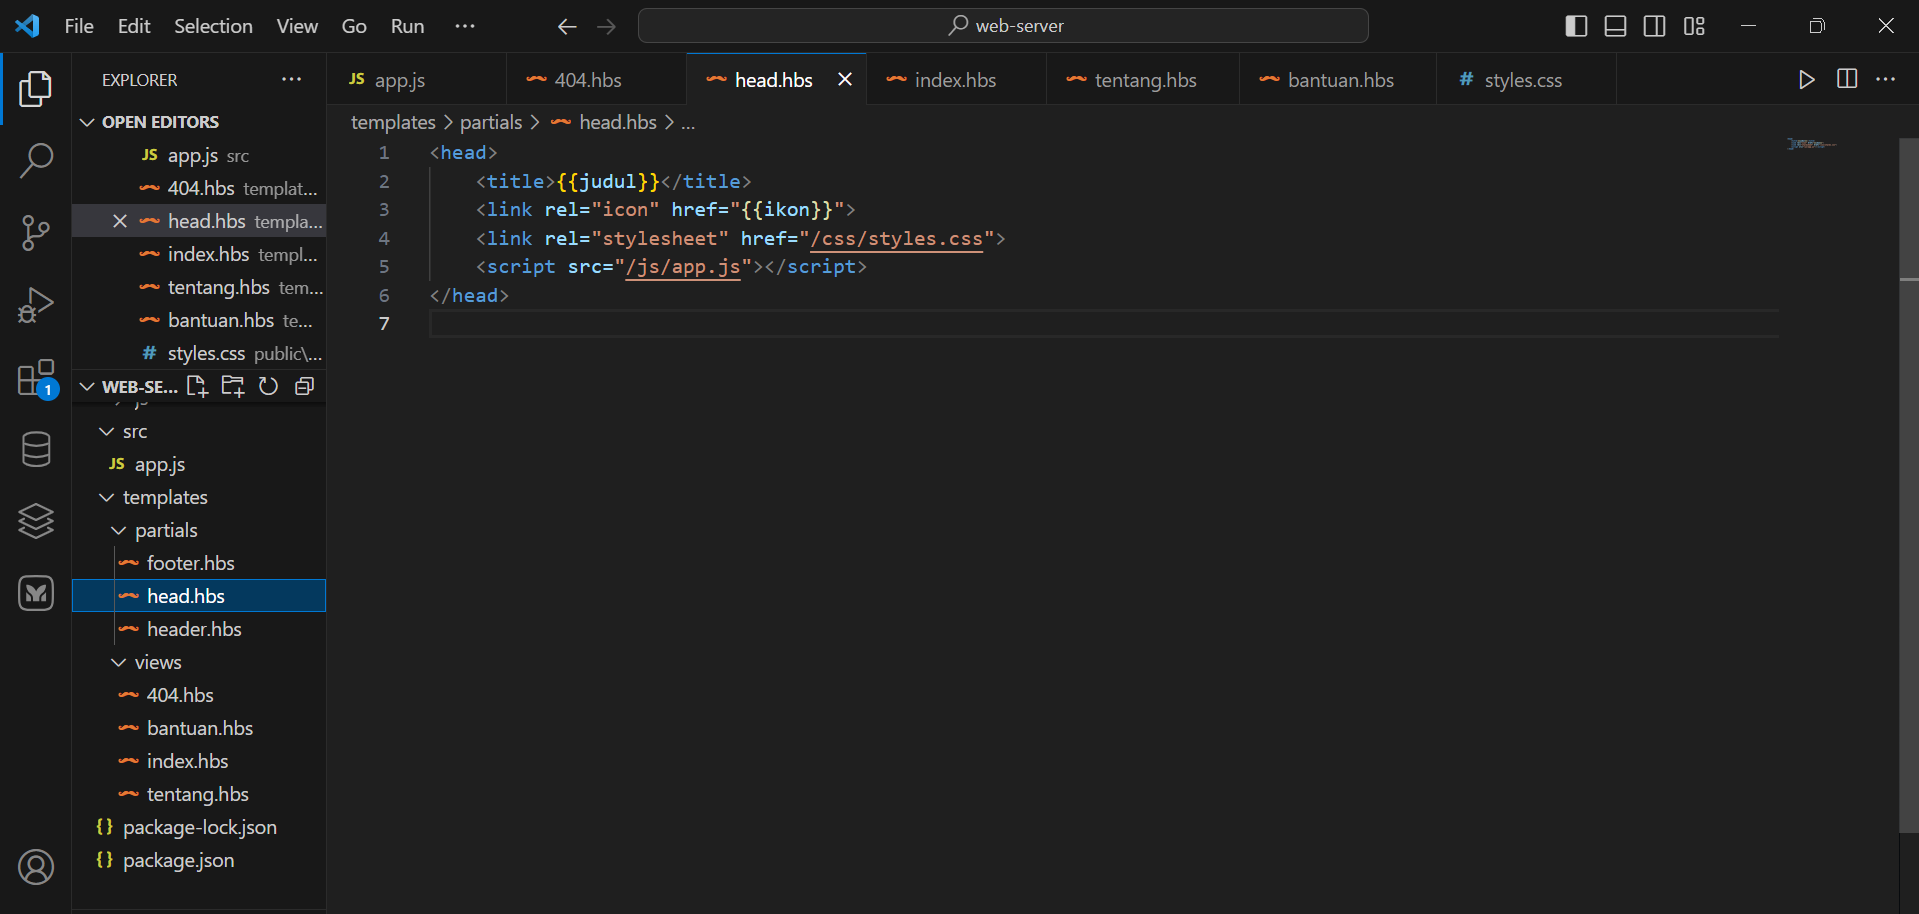 File Edit Selection View Go Run ···
web-server
EXPLORER ···
OPEN EDITORS
JS app.js src
404.hbs templat...
head.hbs templa...
index.hbs templ...
tentang.hbs tem...
bantuan.hbs te...
# styles.css public\...
WEB-SE...
js
src
JS app.js
templates
partials
footer.hbs
head.hbs
header.hbs
views
404.hbs
bantuan.hbs
index.hbs
tentang.hbs
{} package-lock.json
{} package.json
1
JS app.js 404.hbs head.hbs index.hbs tentang.hbs bantuan.hbs # styles.css ···
templates > partials > head.hbs > ...
1 <head>
2 <title>{{judul}}</title>
3 <link rel="icon" href="{{ikon}}">
4 <link rel="stylesheet" href="/css/styles.css">
5 <script src="/js/app.js"></script>
6 </head>
7